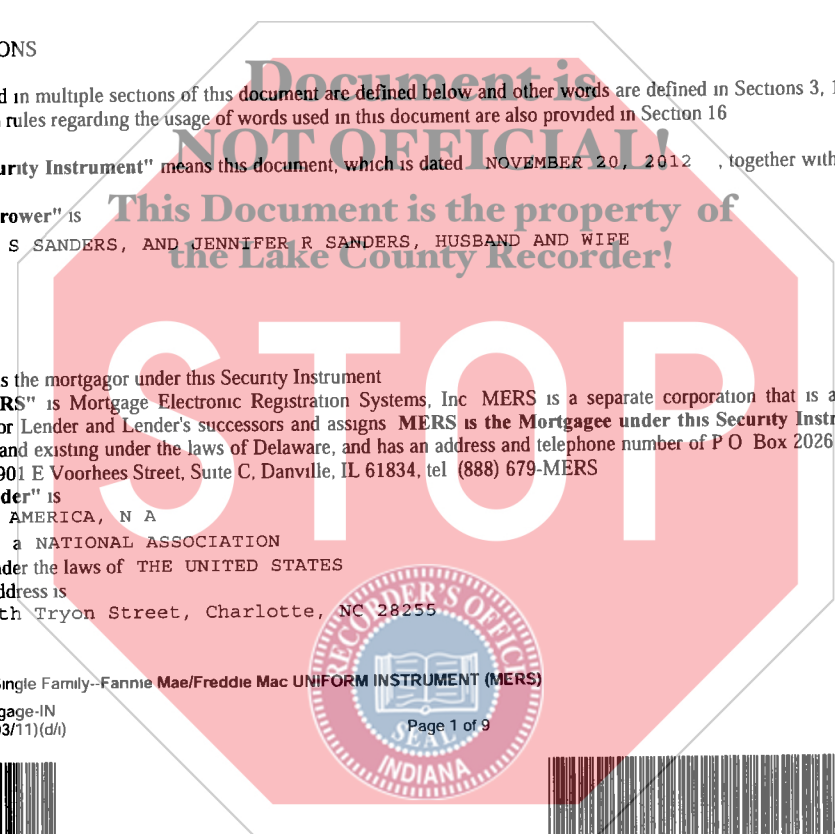 ONS
Document is
d in multiple sections of this document are defined below and other words are defined in Sections 3, 1
rules regarding the usage of words used in this document are also provided in Section 16
NOT OFFICIAL!
urity Instrument" means this document, which is dated NOVEMBER 20, 2012 , together with
This Document is the property of
rower" is
S SANDERS, AND JENNIFER R SANDERS, HUSBAND AND WIFE
the Lake County Recorder!
STOP
s the mortgagor under this Security Instrument
RS" is Mortgage Electronic Registration Systems, Inc MERS is a separate corporation that is a
or Lender and Lender's successors and assigns MERS is the Mortgagee under this Security Instr
and existing under the laws of Delaware, and has an address and telephone number of P O Box 2026
901 E Voorhees Street, Suite C, Danville, IL 61834, tel (888) 679-MERS
der" is
AMERICA, N A
a NATIONAL ASSOCIATION
der the laws of THE UNITED STATES
ddress is
th Tryon Street, Charlotte, NC 28255
RECORDER'S OFFICE
ingle Family--Fannie Mae/Freddie Mac UNIFORM INSTRUMENT (MERS)
gage-IN
Page 1 of 9
3/11)(d/i)
SEAL
INDIANA